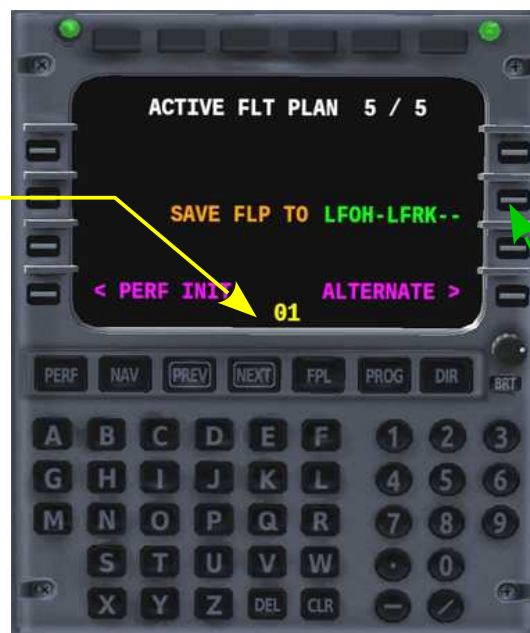 ACTIVE FLT PLAN 5 / 5
SAVE FLP TO LFOH-LFRK--
< PERF INIT ALTERNATE >
01
PERF NAV PREV NEXT FPL PROG DIR BRT
A B C D E F 1 2 3
G H I J K L 4 5 6
M N O P Q R 7 8 9
S T U V W · 0
X Y Z DEL CLR − /